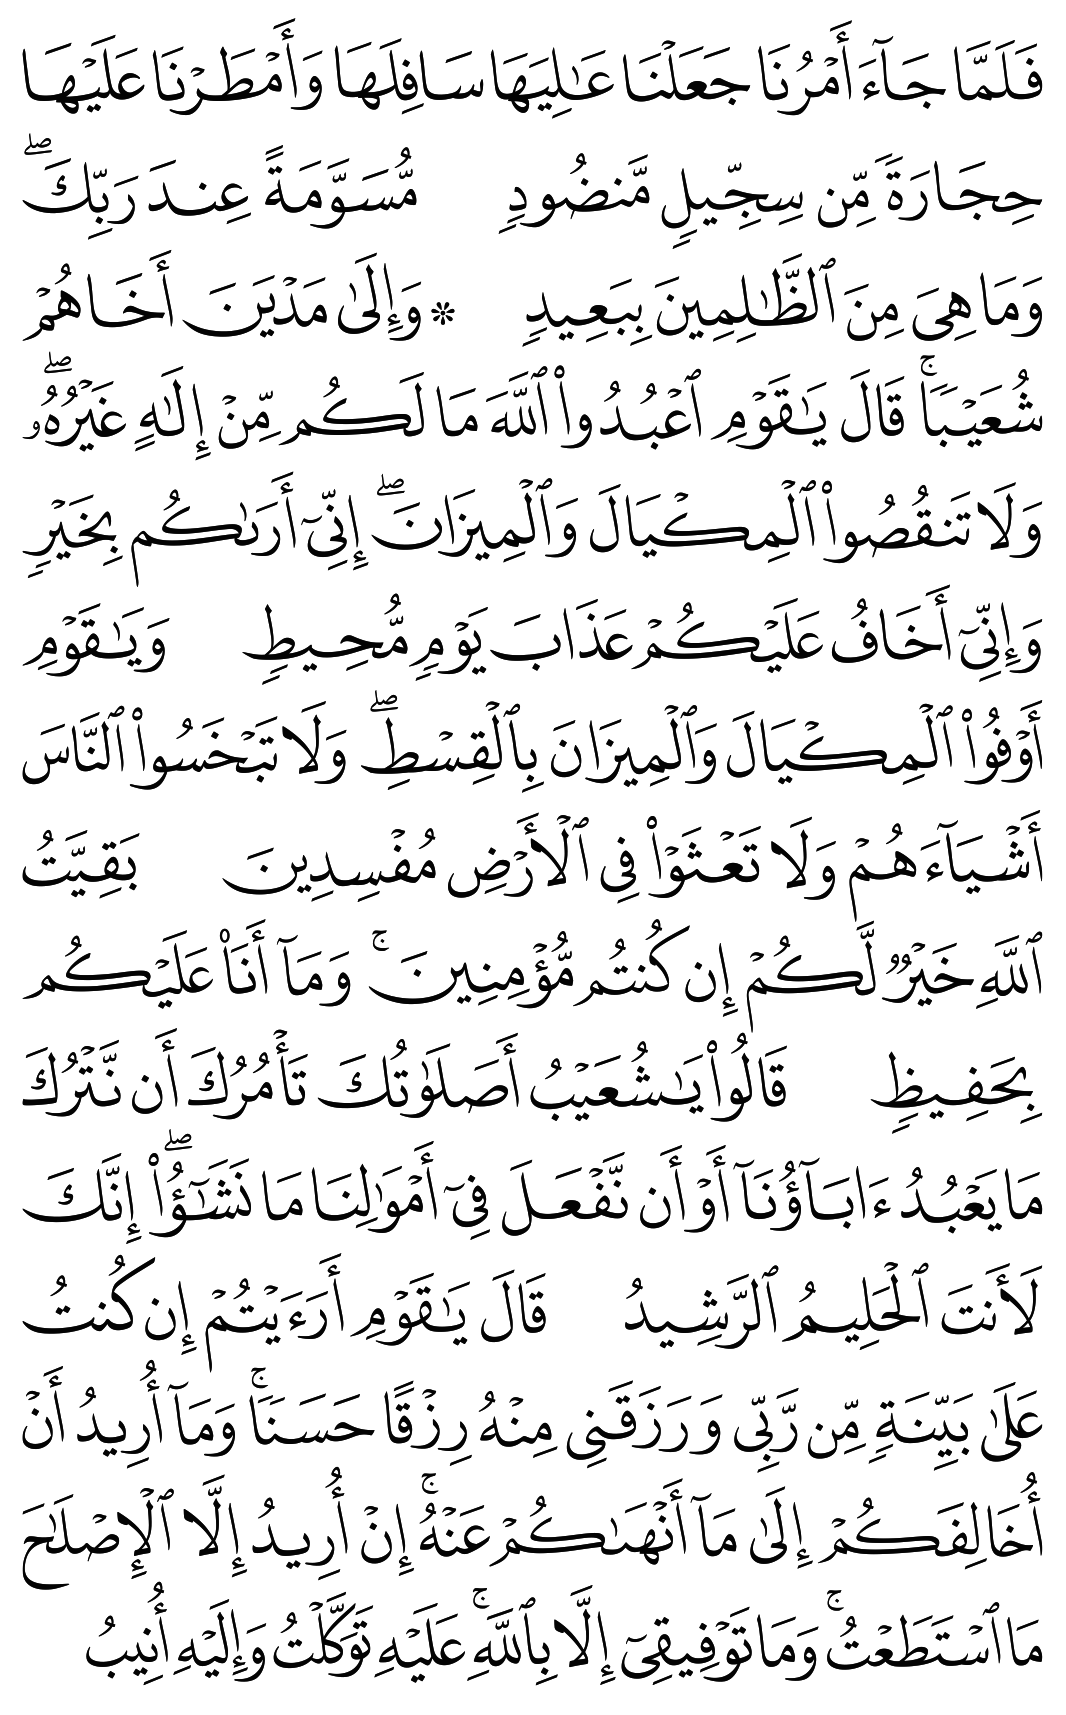 فَلَمَّا جَآءَ أَمۡرُنَا جَعَلۡنَا عَٰلِيَهَا سَافِلَهَا وَأَمۡطَرۡنَا عَلَيۡهَا
حِجَارَةٗ مِّن سِجِّيلٖ مَّنضُودٖ مُّسَوَّمَةً عِندَ رَبِّكَۖ
وَمَا هِيَ مِنَ ٱلظَّٰلِمِينَ بِبَعِيدٖ ۞ وَإِلَىٰ مَدۡيَنَ أَخَاهُمۡ
شُعَيۡبٗاۚ قَالَ يَٰقَوۡمِ ٱعۡبُدُواْ ٱللَّهَ مَا لَكُم مِّنۡ إِلَٰهٍ غَيۡرُهُۥۖ
وَلَا تَنقُصُواْ ٱلۡمِكۡيَالَ وَٱلۡمِيزَانَۖ إِنِّيٓ أَرَىٰكُم بِخَيۡرٖ
وَإِنِّيٓ أَخَافُ عَلَيۡكُمۡ عَذَابَ يَوۡمٖ مُّحِيطٖ وَيَٰقَوۡمِ
أَوۡفُواْ ٱلۡمِكۡيَالَ وَٱلۡمِيزَانَ بِٱلۡقِسۡطِۖ وَلَا تَبۡخَسُواْ ٱلنَّاسَ
أَشۡيَآءَهُمۡ وَلَا تَعۡثَوۡاْ فِي ٱلۡأَرۡضِ مُفۡسِدِينَ بَقِيَّتُ
ٱللَّهِ خَيۡرٞ لَّكُمۡ إِن كُنتُم مُّؤۡمِنِينَۚ وَمَآ أَنَا۠ عَلَيۡكُم
بِحَفِيظٖ قَالُواْ يَٰشُعَيۡبُ أَصَلَوٰتُكَ تَأۡمُرُكَ أَن نَّتۡرُكَ
مَا يَعۡبُدُ ءَابَآؤُنَآ أَوۡ أَن نَّفۡعَلَ فِيٓ أَمۡوَٰلِنَا مَا نَشَٰٓؤُاْۖ إِنَّكَ
لَأَنتَ ٱلۡحَلِيمُ ٱلرَّشِيدُ قَالَ يَٰقَوۡمِ أَرَءَيۡتُمۡ إِن كُنتُ
عَلَىٰ بَيِّنَةٖ مِّن رَّبِّي وَرَزَقَنِي مِنۡهُ رِزۡقًا حَسَنٗاۚ وَمَآ أُرِيدُ أَنۡ
أُخَالِفَكُمۡ إِلَىٰ مَآ أَنۡهَىٰكُمۡ عَنۡهُۚ إِنۡ أُرِيدُ إِلَّا ٱلۡإِصۡلَٰحَ
مَا ٱسۡتَطَعۡتُۚ وَمَا تَوۡفِيقِيٓ إِلَّا بِٱللَّهِۚ عَلَيۡهِ تَوَكَّلۡتُ وَإِلَيۡهِ أُنِيبُ